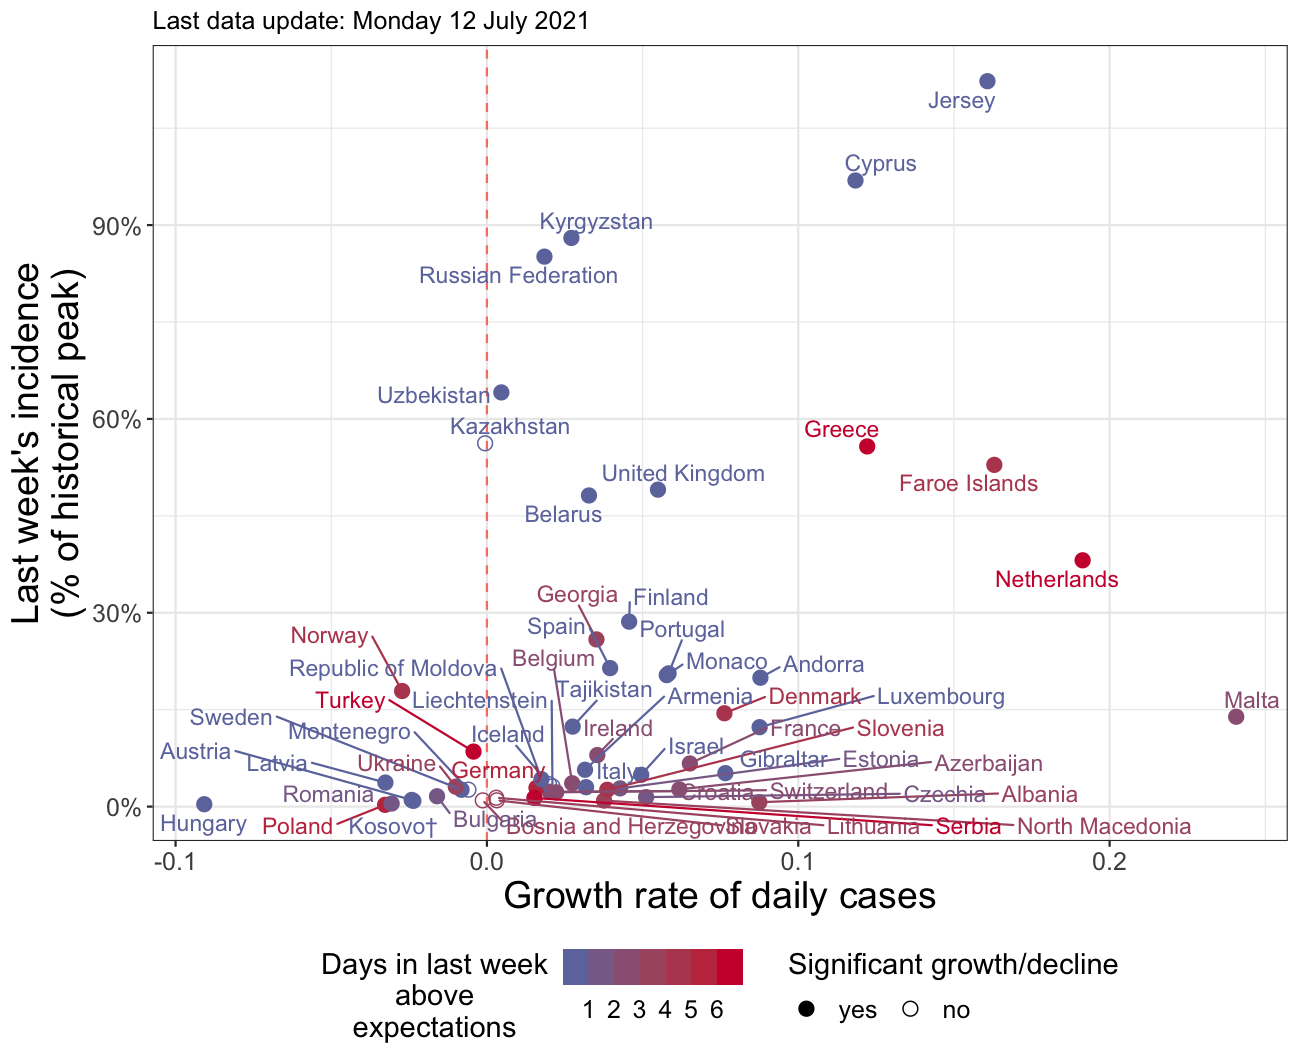 Last data update: Monday 12 July 2021
Last week's incidence
(% of historical peak)
90%
60%
30%
0%
Jersey
Cyprus
Kyrgyzstan
Russian Federation
Uzbekistan
Kazakhstan
Greece
Faroe Islands
United Kingdom
Belarus
Netherlands
Georgia
Finland
Spain
Portugal
Norway
Belgium
Republic of Moldova
Monaco
Andorra
Tajikistan
Turkey
Liechtenstein
Armenia
Denmark
Luxembourg
Malta
Sweden
Montenegro
Iceland
Ireland
France
Slovenia
Austria
Israel
Latvia
Ukraine
Germany
Italy
Gibraltar
Estonia
Azerbaijan
Romania
Croatia
Switzerland
Czechia
Albania
Hungary
Poland
Kosovo†
Bulgaria
Bosnia and Herzegovina
Slovakia
Lithuania
Serbia
North Macedonia
-0.1
0.0
0.1
0.2
Growth rate of daily cases
Days in last week
above
expectations
1 2 3 4 5 6
Significant growth/decline
yes
no